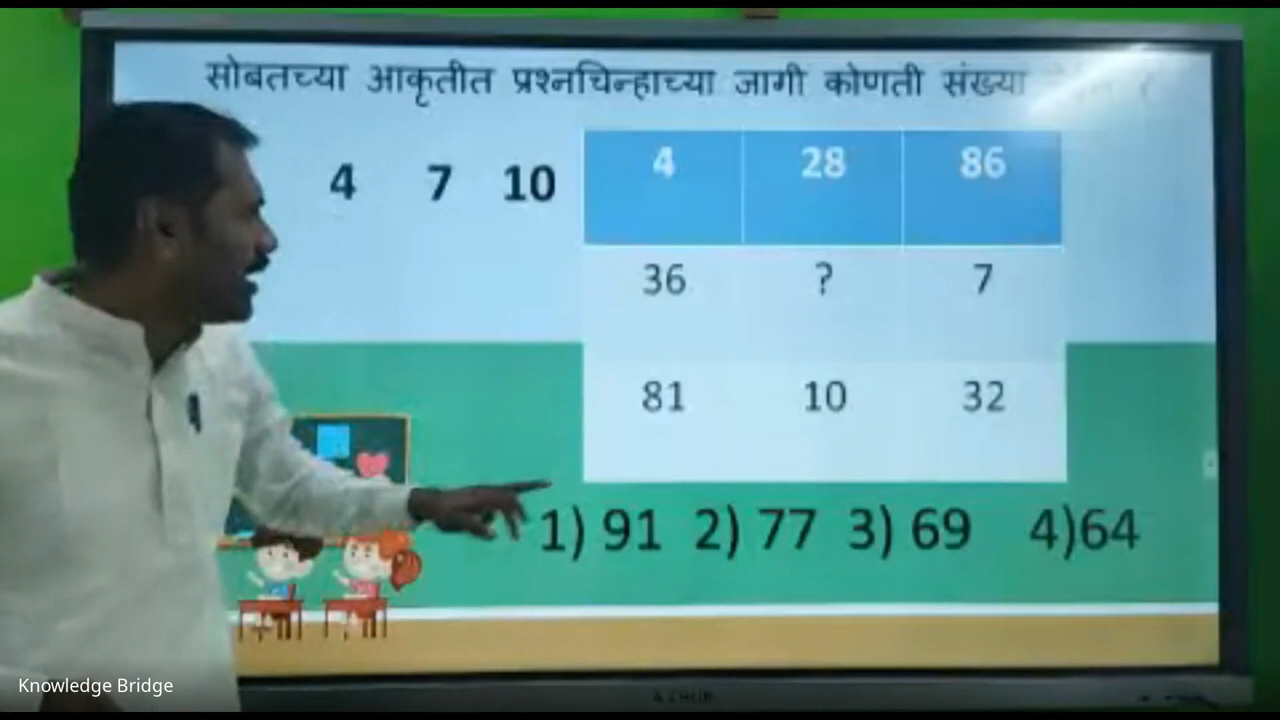 सोबतच्या आकृतीत प्रश्नचिन्हाच्या जागी कोणती संख्या
4 7 10
4 28 86
36 ? 7
81 10 32
1) 91 2) 77 3) 69 4)64
Knowledge Bridge